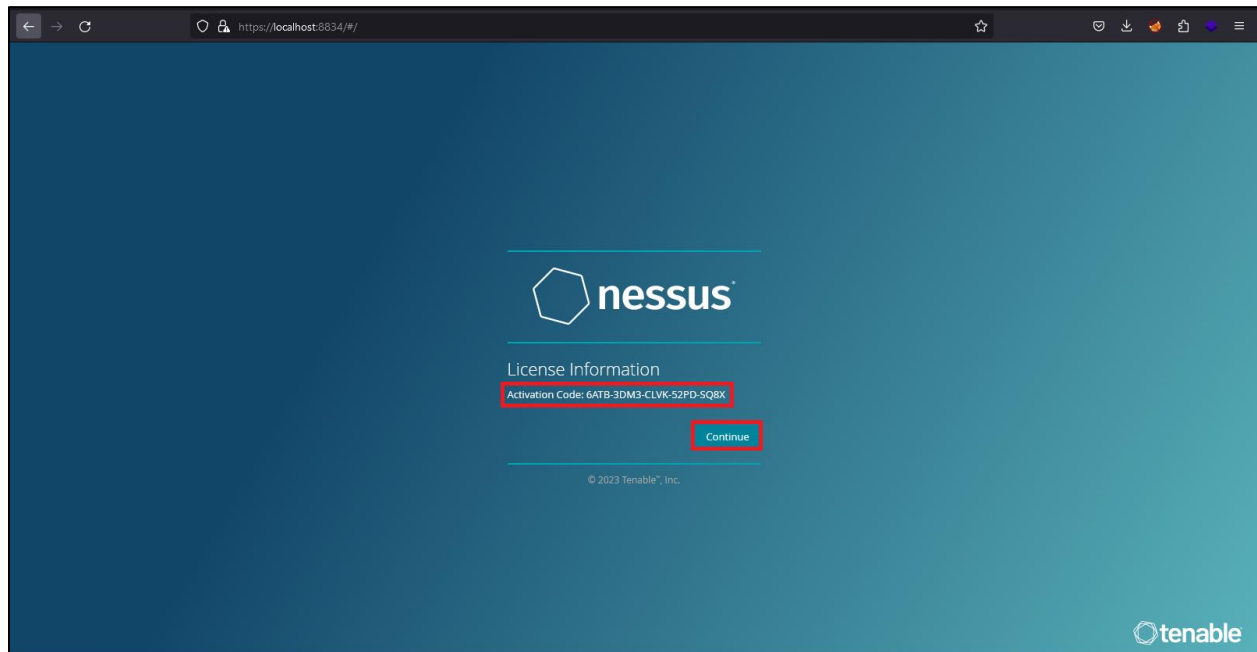 https://localhost:8834/#/
nessus
License Information
Activation Code: 6ATB-3DM3-CLVK-52PD-SQ8X
Continue
© 2023 Tenable™, Inc.
tenable